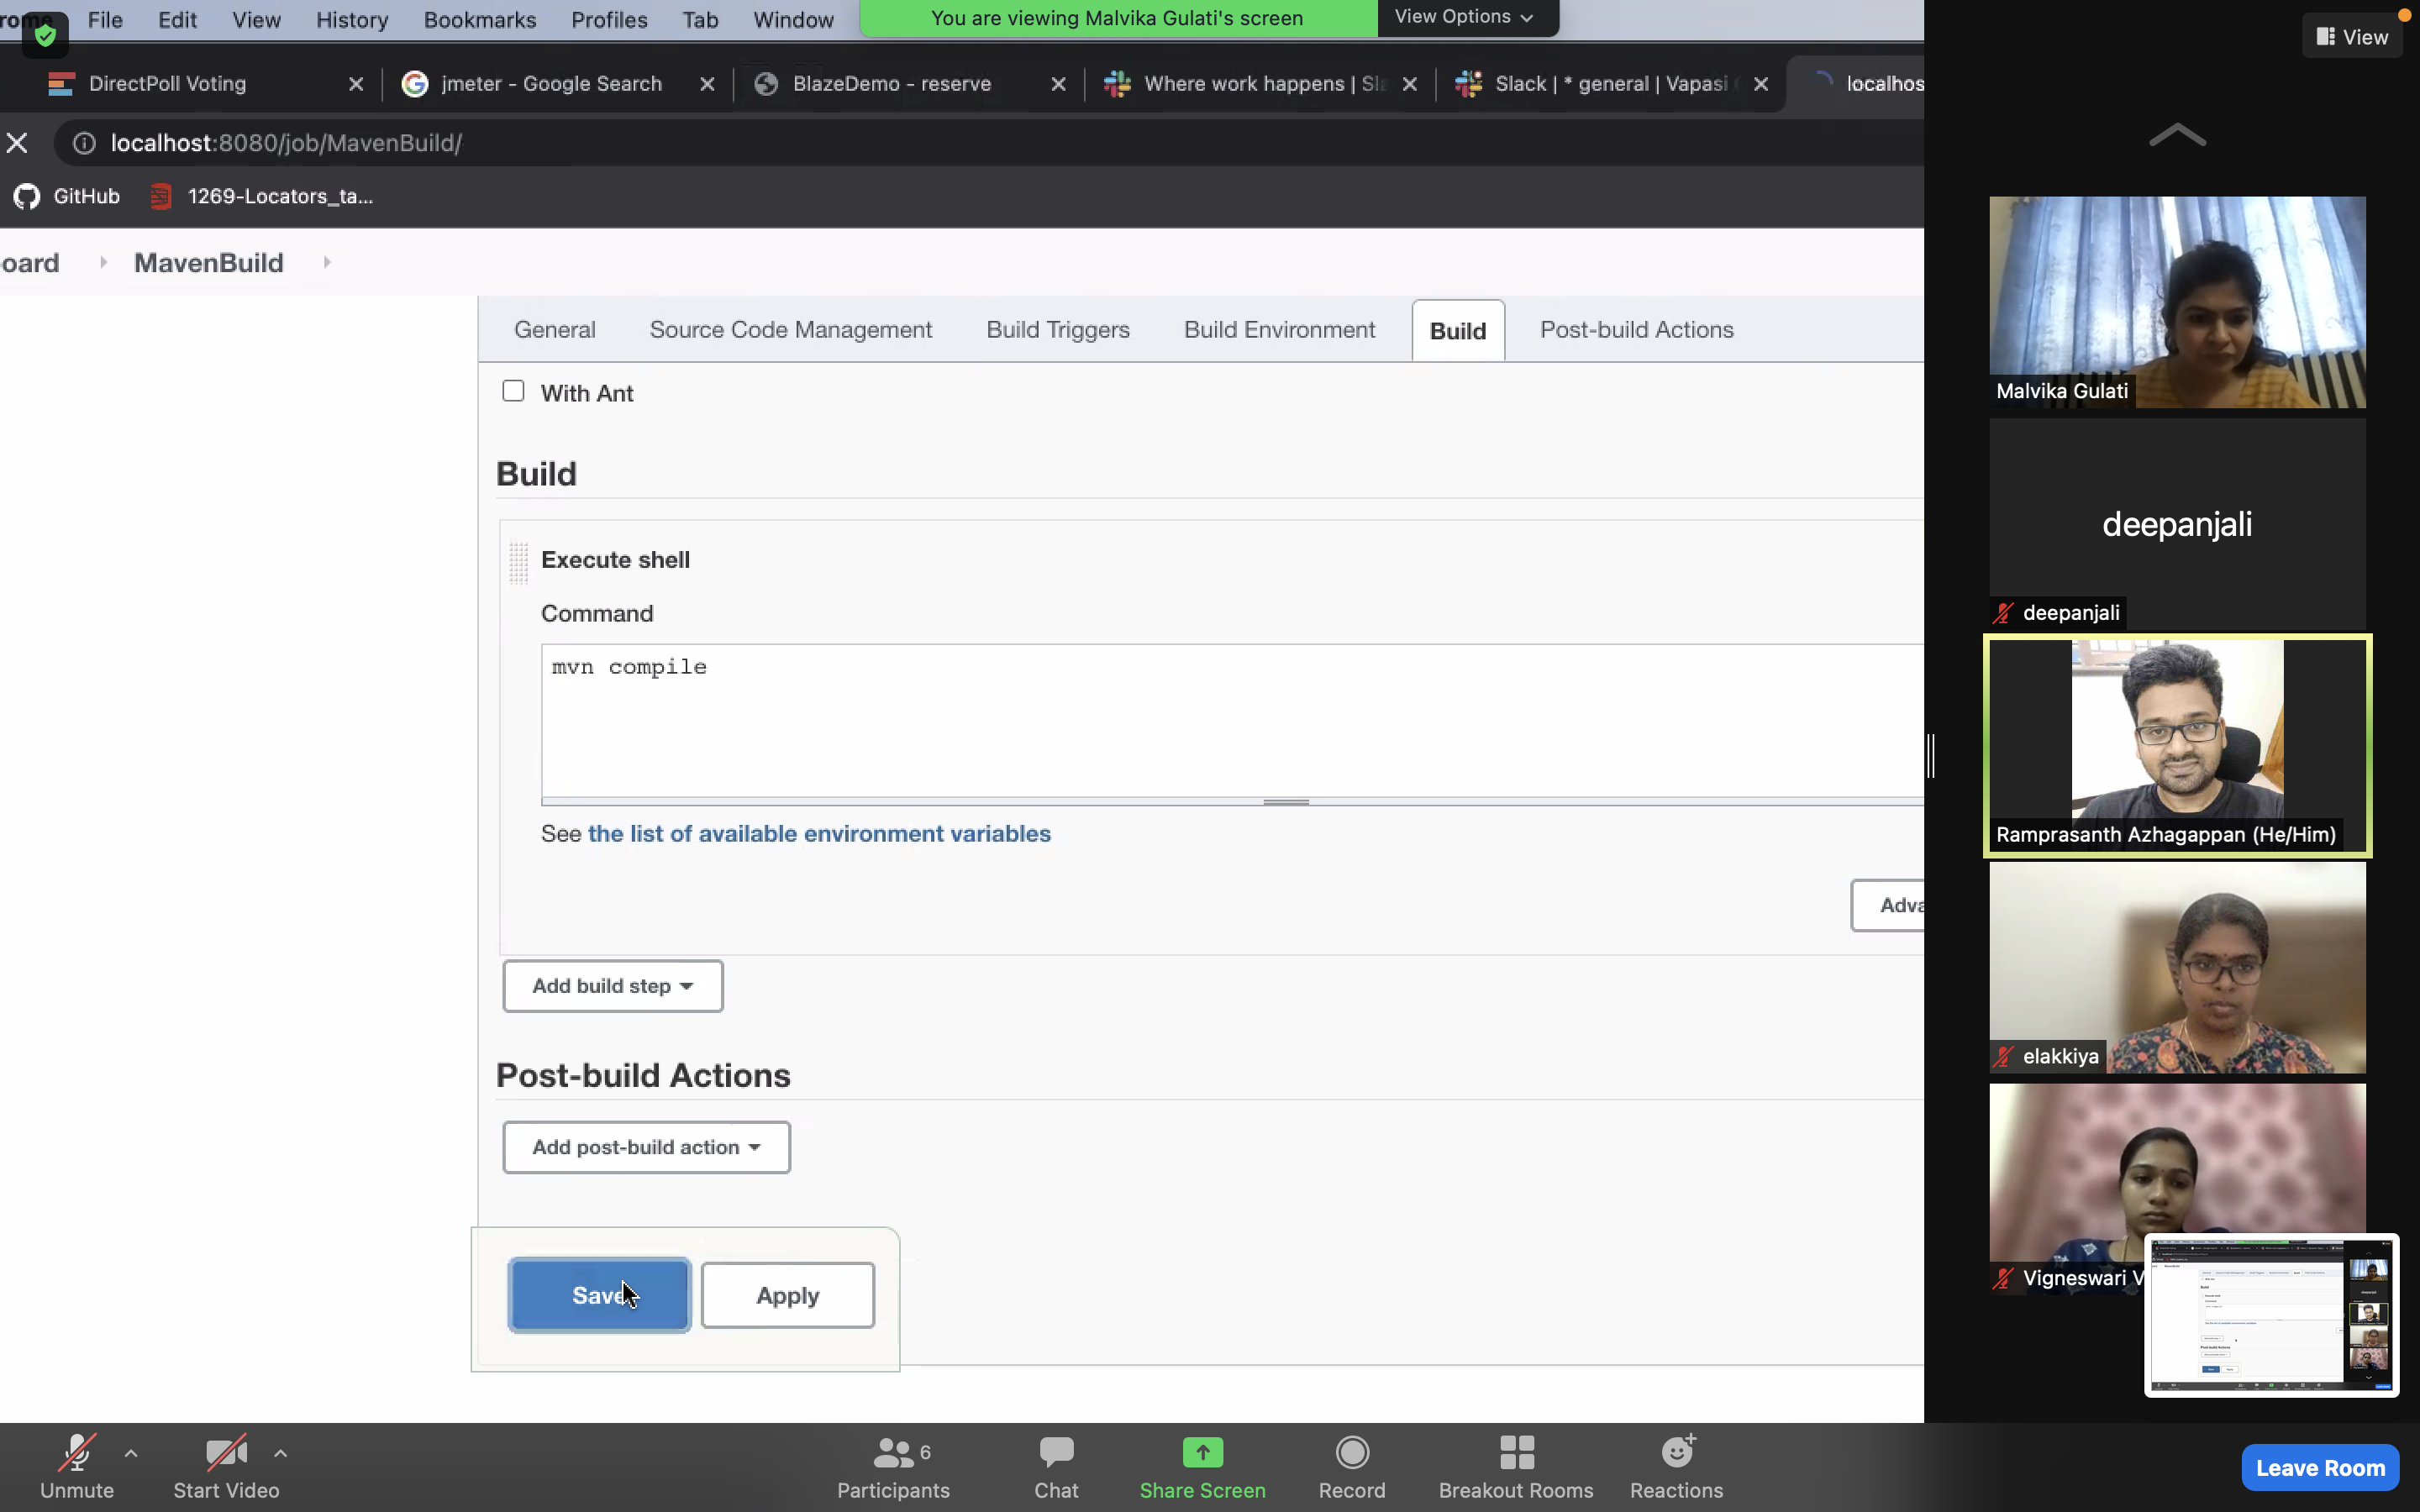 File Edit View History Bookmarks Profiles Tab Window
You are viewing Malvika Gulati's screen View Options
View
DirectPoll Voting
jmeter - Google Search
BlazeDemo - reserve
Where work happens | Sla
Slack | * general | Vapasi
localhos
localhost:8080/job/MavenBuild/
GitHub
1269-Locators_ta...
oard MavenBuild
General Source Code Management Build Triggers Build Environment Build Post-build Actions
With Ant
Build
Execute shell
Command
mvn compile
See the list of available environment variables
Adva
Add build step
Post-build Actions
Add post-build action
Save Apply
Malvika Gulati
deepanjali
deepanjali
Ramprasanth Azhagappan (He/Him)
elakkiya
Vigneswari V
Unmute
Start Video
6
Participants
Chat
Share Screen
Record
Breakout Rooms
Reactions
Leave Room